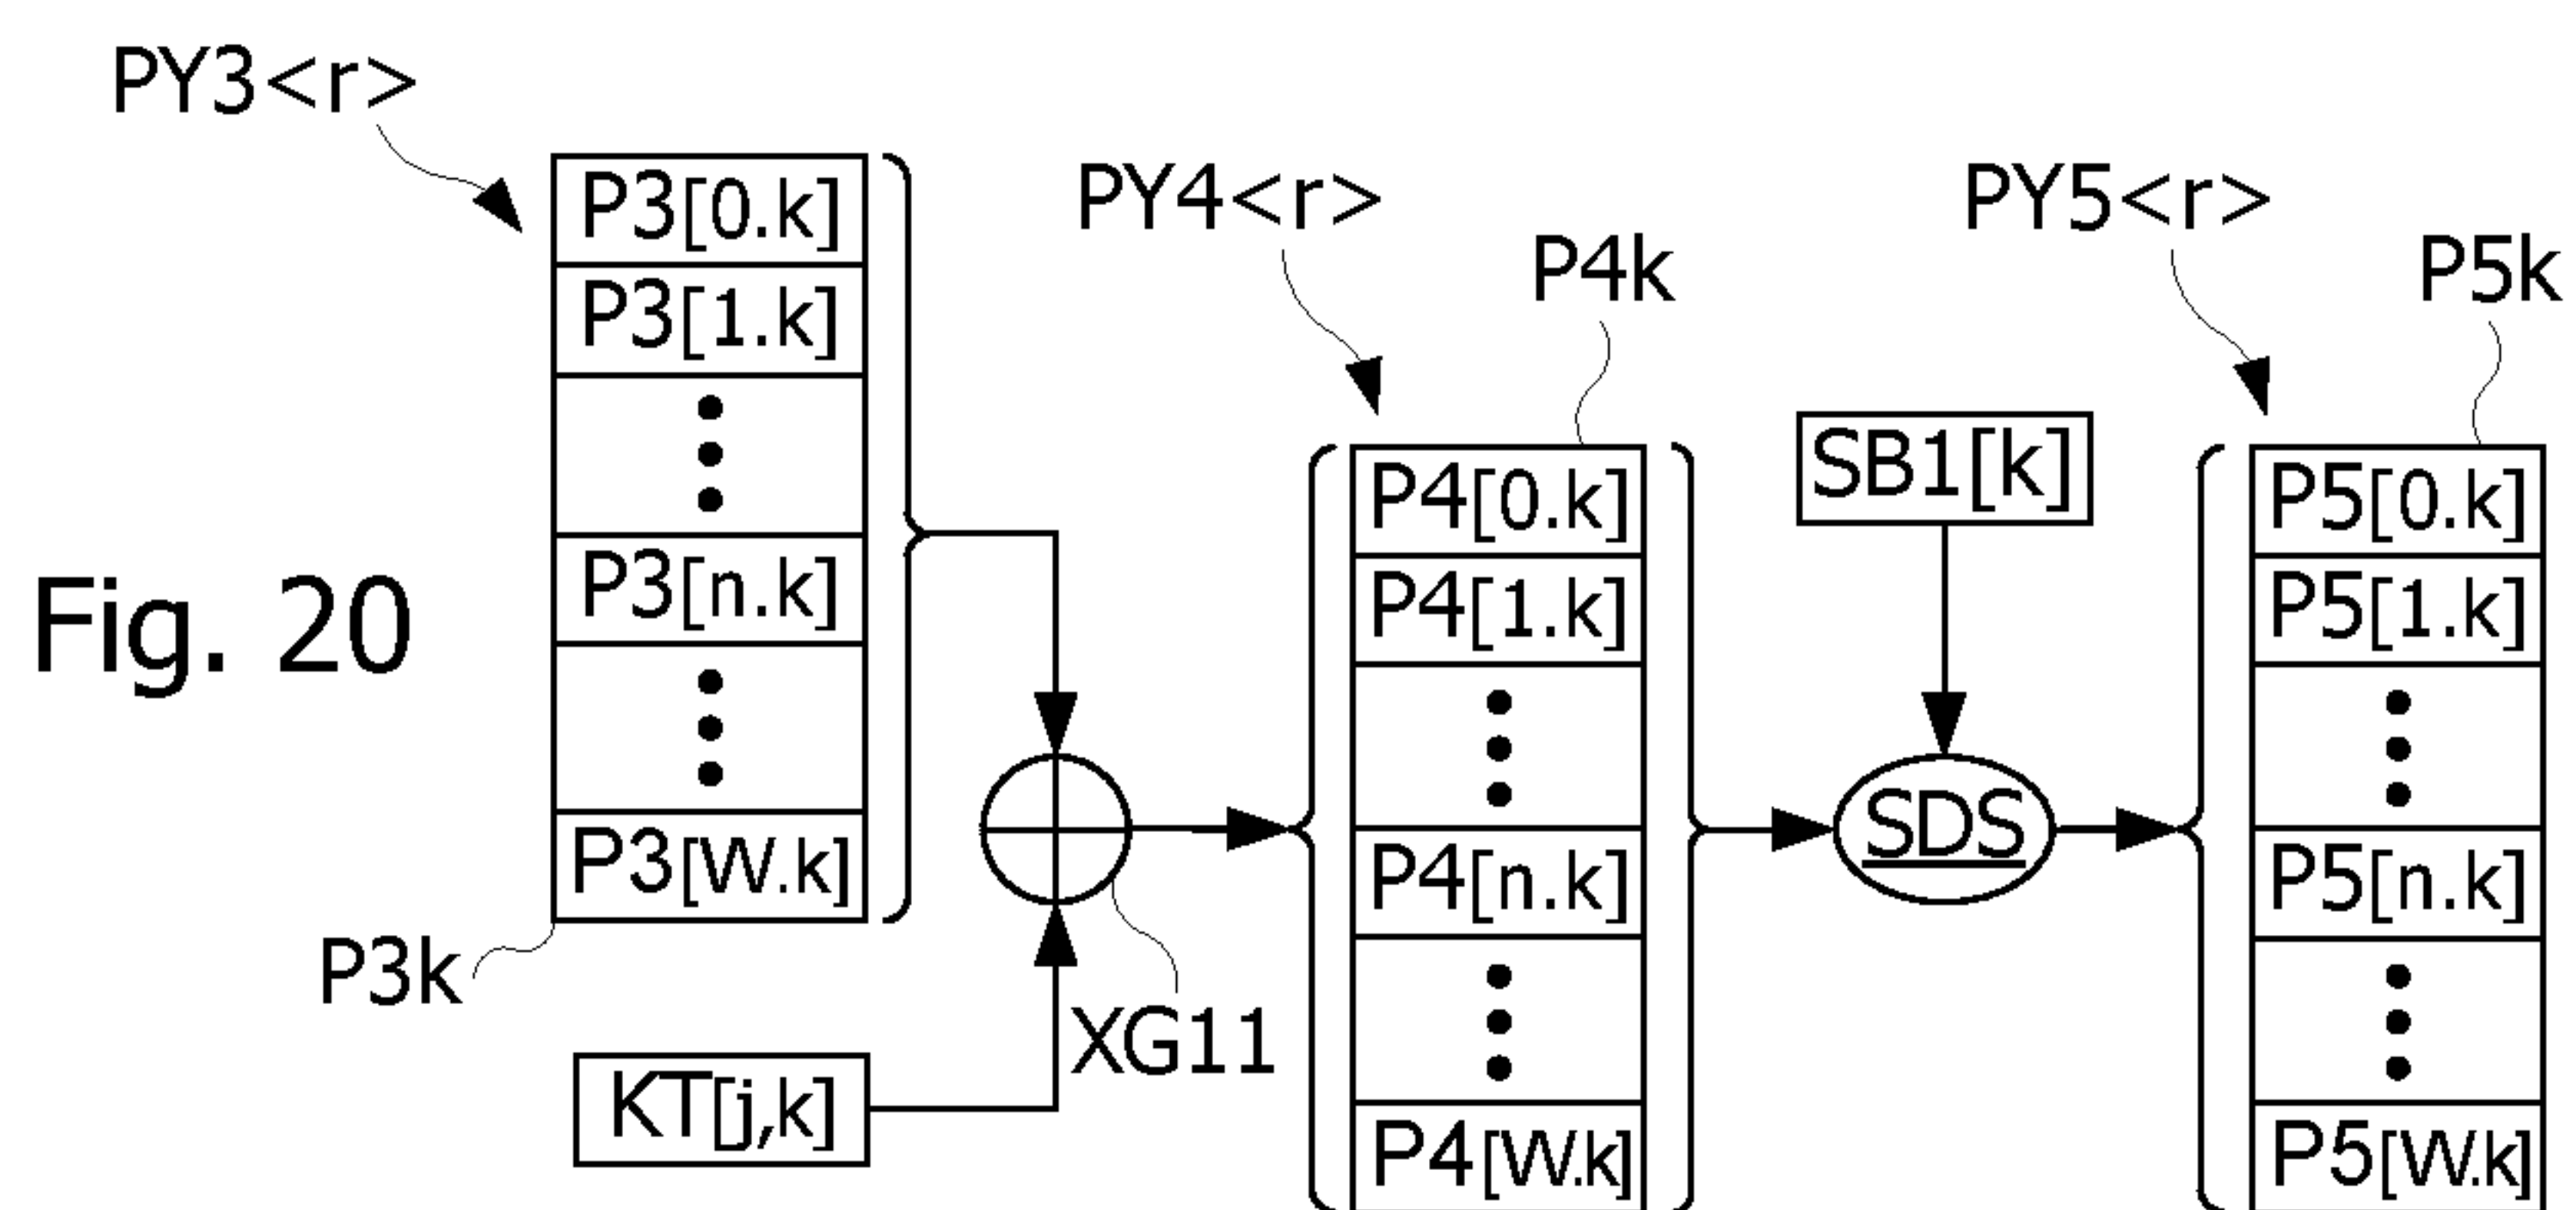 Fig. 20
PY3<r>
P3[0.k]
P3[1.k]
P3[n.k]
P3[W.k]
P3k
KT[j,k]
XG11
PY4<r>
P4k
P4[0.k]
P4[1.k]
P4[n.k]
P4[W.k]
SB1[k]
SDS
PY5<r>
P5k
P5[0.k]
P5[1.k]
P5[n.k]
P5[W.k]